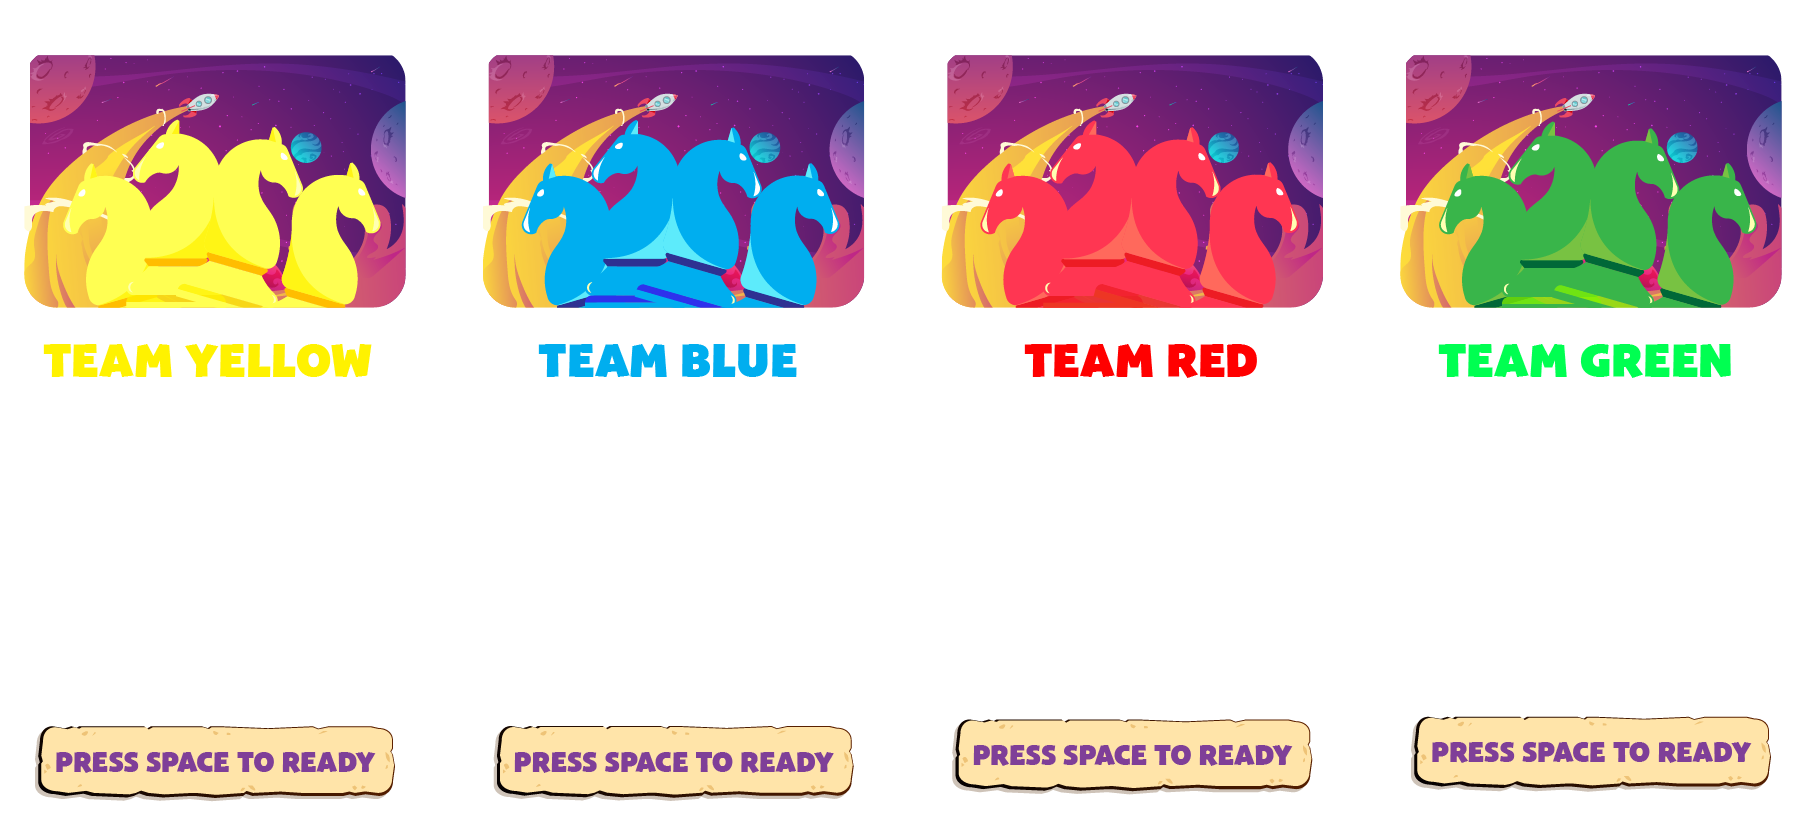 TEAM YELLOW
TEAM BLUE
TEAM RED
TEAM GREEN
PRESS SPACE TO READY
PRESS SPACE TO READY
PRESS SPACE TO READY
PRESS SPACE TO READY